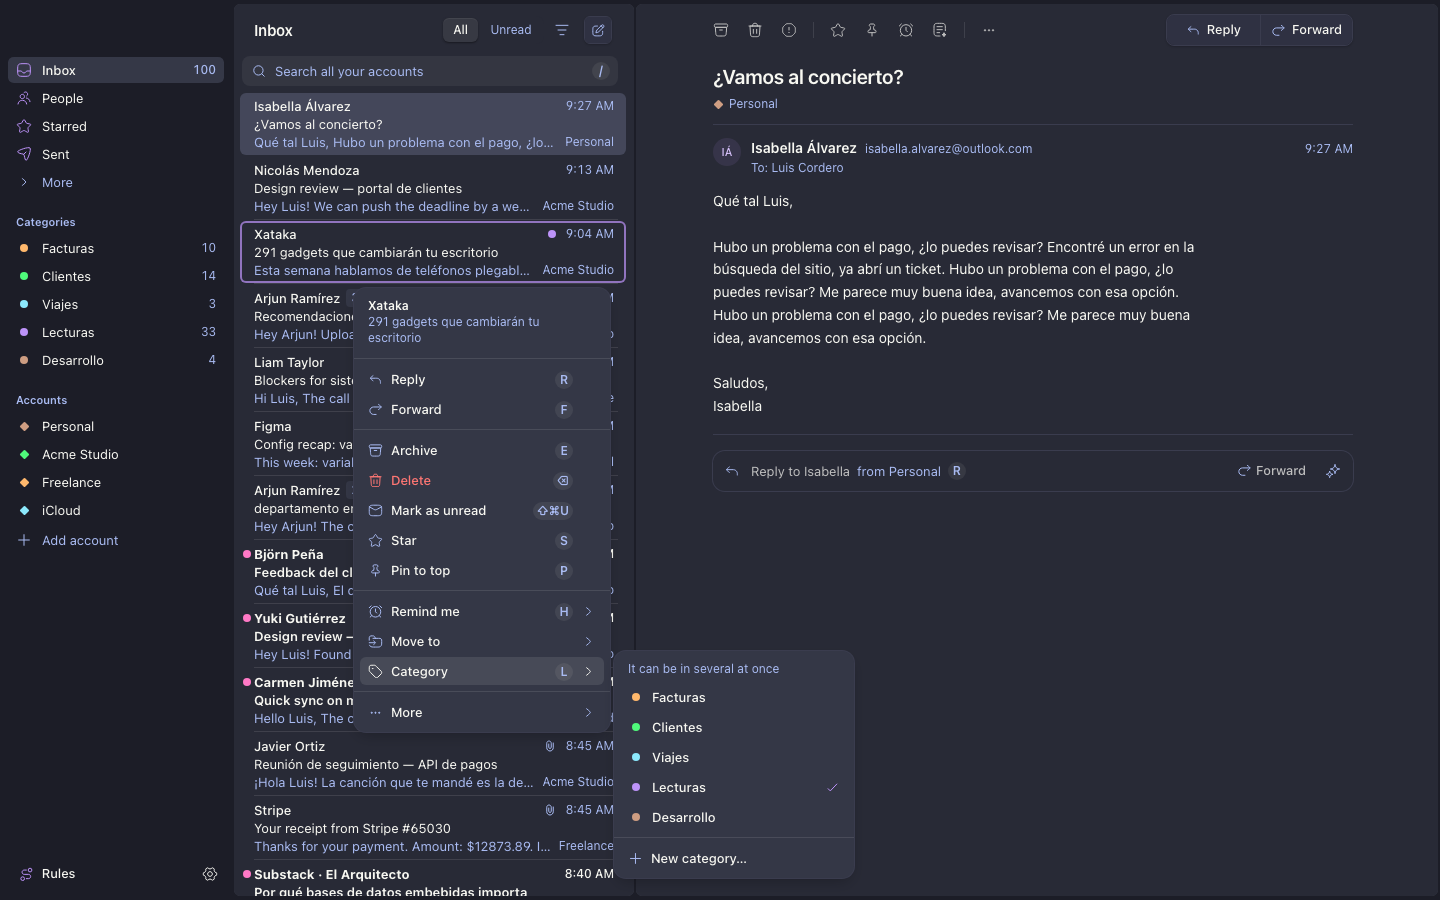 Inbox 100
People
Starred
Sent
More
Categories
Facturas 10
Clientes 14
Viajes 3
Lecturas 33
Desarrollo 4
Accounts
Personal
Acme Studio
Freelance
iCloud
Add account
Rules
Inbox All Unread
Search all your accounts /
Isabella Álvarez 9:27 AM
¿Vamos al concierto?
Qué tal Luis, Hubo un problema con el pago, ¿lo... Personal
Nicolás Mendoza 9:13 AM
Design review — portal de clientes
Hey Luis! We can push the deadline by a we... Acme Studio
Xataka 9:04 AM
291 gadgets que cambiarán tu escritorio
Esta semana hablamos de teléfonos plegabl... Acme Studio
Arjun Ramírez
Hey Arjun!
Liam Taylor
Blockers for
Hi Luis, The call
Figma
Config recap:
This week:
Arjun Ramírez
departamento
Hey Arjun! The
Björn Peña
Feedback del
Qué tal Luis, El
Yuki Gutiérrez
Design review —
Hey Luis! Found
Carmen
Quick sync on
Hello Luis, The
Javier Ortiz 8:45 AM
Reunión de seguimiento — API de pagos
¡Hola Luis! La canción que te mandé es la de... Acme Studio
Stripe 8:45 AM
Your receipt from Stripe #65030
Thanks for your payment. Amount: $12873.89. I... Freelance
Substack · El Arquitecto 8:40 AM
Por qué bases de datos embebidas importa
Xataka
291 gadgets que cambiarán tu
escritorio
Reply R
Forward F
Archive E
Delete ⌫
Mark as unread ⇧⌘U
Star S
Pin to top P
Remind me H
Move to
Category L
More
It can be in several at once
Facturas
Clientes
Viajes
Lecturas
Desarrollo
New category...
Reply Forward
¿Vamos al concierto?
Personal
IÁ Isabella Álvarez isabella.alvarez@outlook.com 9:27 AM
To: Luis Cordero
Qué tal Luis,
Hubo un problema con el pago, ¿lo puedes revisar? Encontré un error en la
búsqueda del sitio, ya abrí un ticket. Hubo un problema con el pago, ¿lo
puedes revisar? Me parece muy buena idea, avancemos con esa opción.
Hubo un problema con el pago, ¿lo puedes revisar? Me parece muy buena
idea, avancemos con esa opción.
Saludos,
Isabella
Reply to Isabella from Personal R Forward